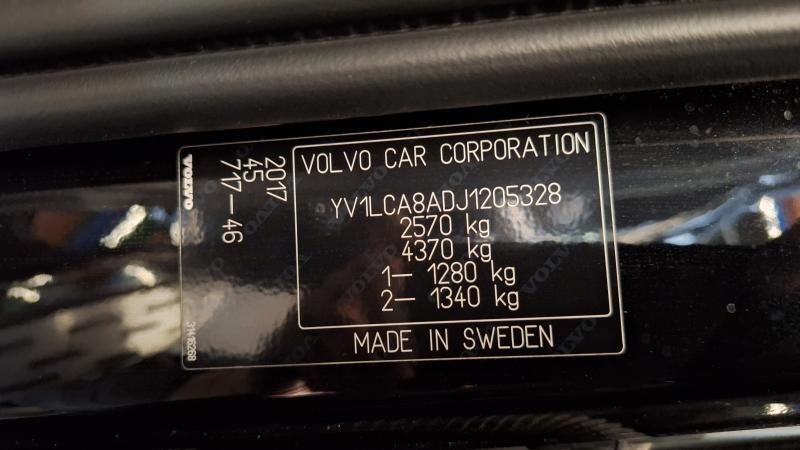 VOLVO CAR CORPORATION
YV1LCA8ADJ1205328
2570 kg
4370 kg
1— 1280 kg
2— 1340 kg
MADE IN SWEDEN
2017
45
717—46
VOLVO
31416268